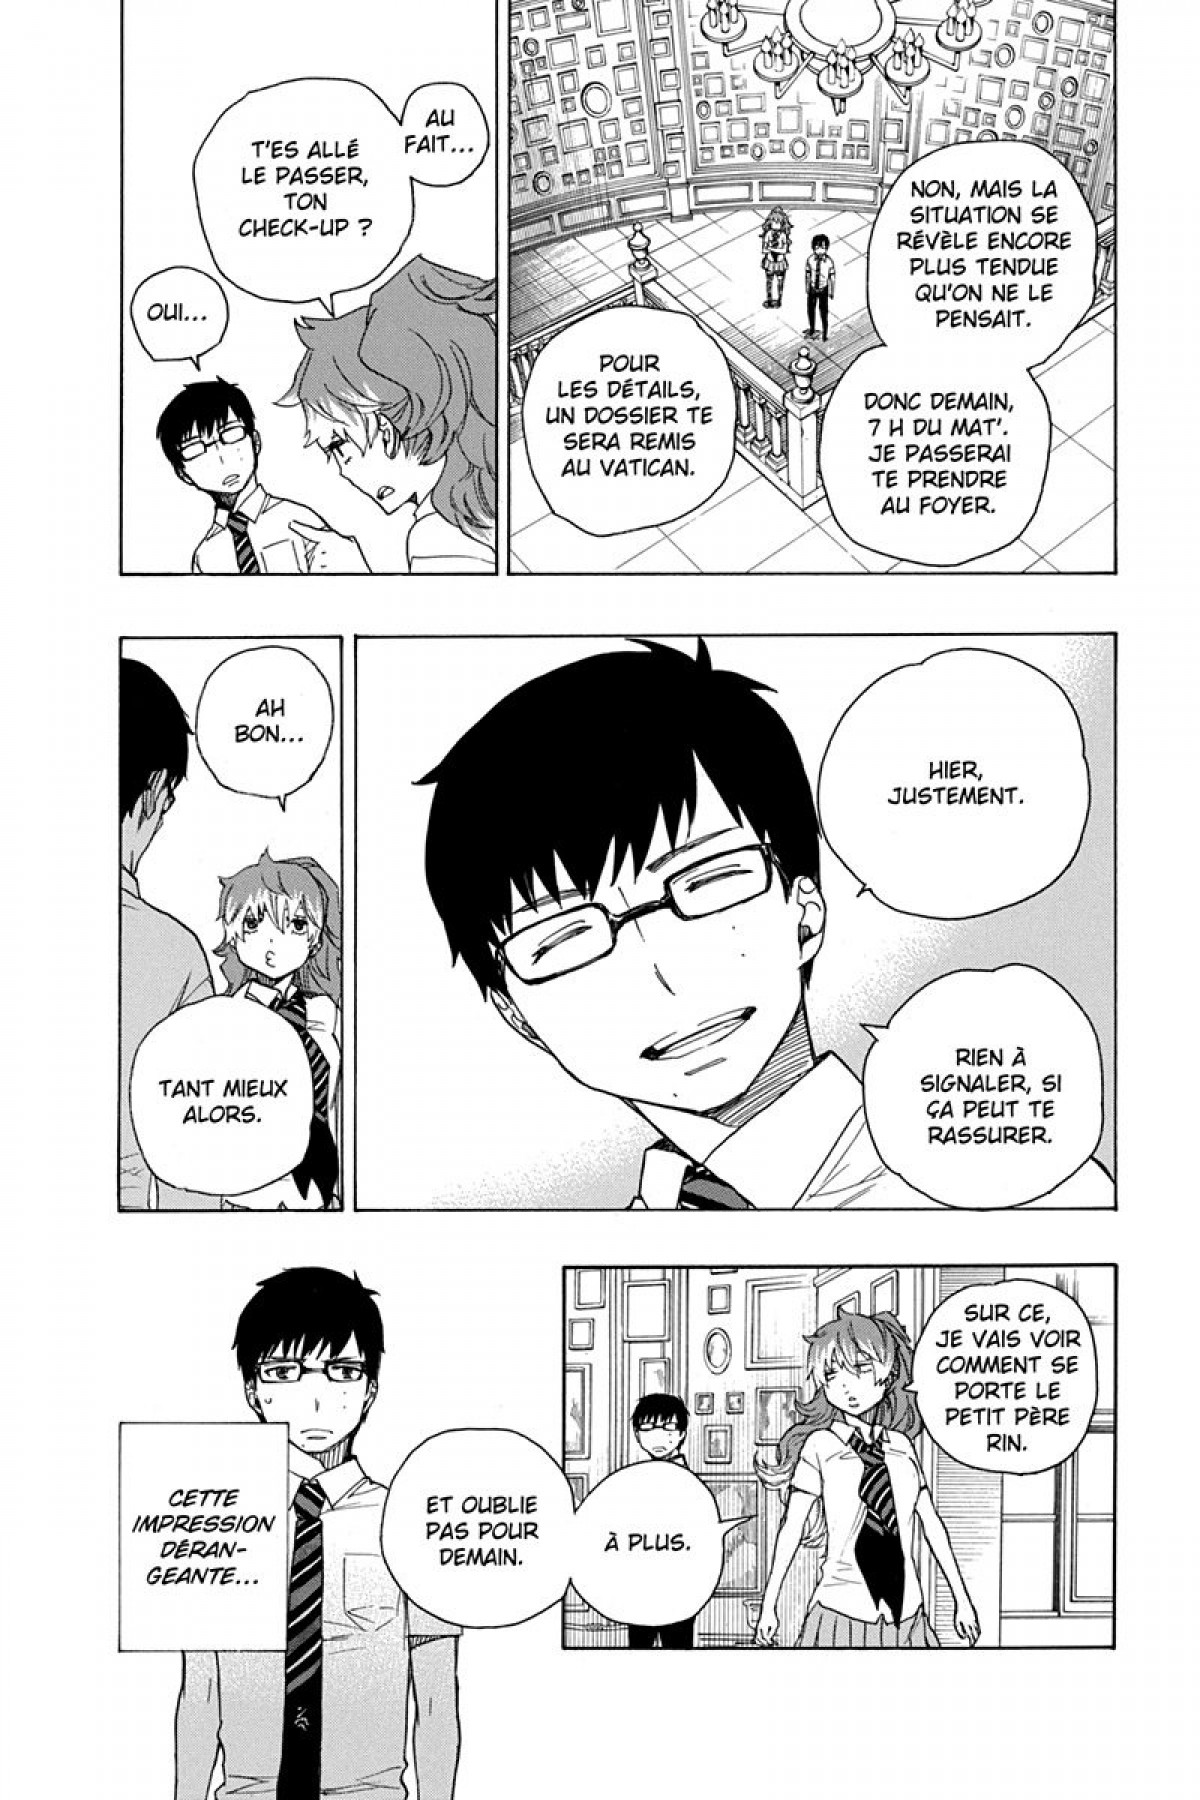 NON, MAIS LA
SITUATION SE
RÉVÈLE ENCORE
PLUS TENDUE
QU'ON NE LE
PENSAIT.
DONC DEMAIN,
7 H DU MAT'.
JE PASSERAI
TE PRENDRE
AU FOYER.
POUR
LES DÉTAILS,
UN DOSSIER TE
SERA REMIS
AU VATICAN.
AU
FAIT...
T'ES ALLÉ
LE PASSER,
TON
CHECK-UP ?
OUI...
HIER,
JUSTEMENT.
RIEN À
SIGNALER, SI
ÇA PEUT TE
RASSURER.
AH
BON...
TANT MIEUX
ALORS.
SUR CE,
JE VAIS VOIR
COMMENT SE
PORTE LE
PETIT PÈRE
RIN.
À PLUS.
ET OUBLIE
PAS POUR
DEMAIN.
CETTE
IMPRESSION
DÉRAN-
GEANTE...